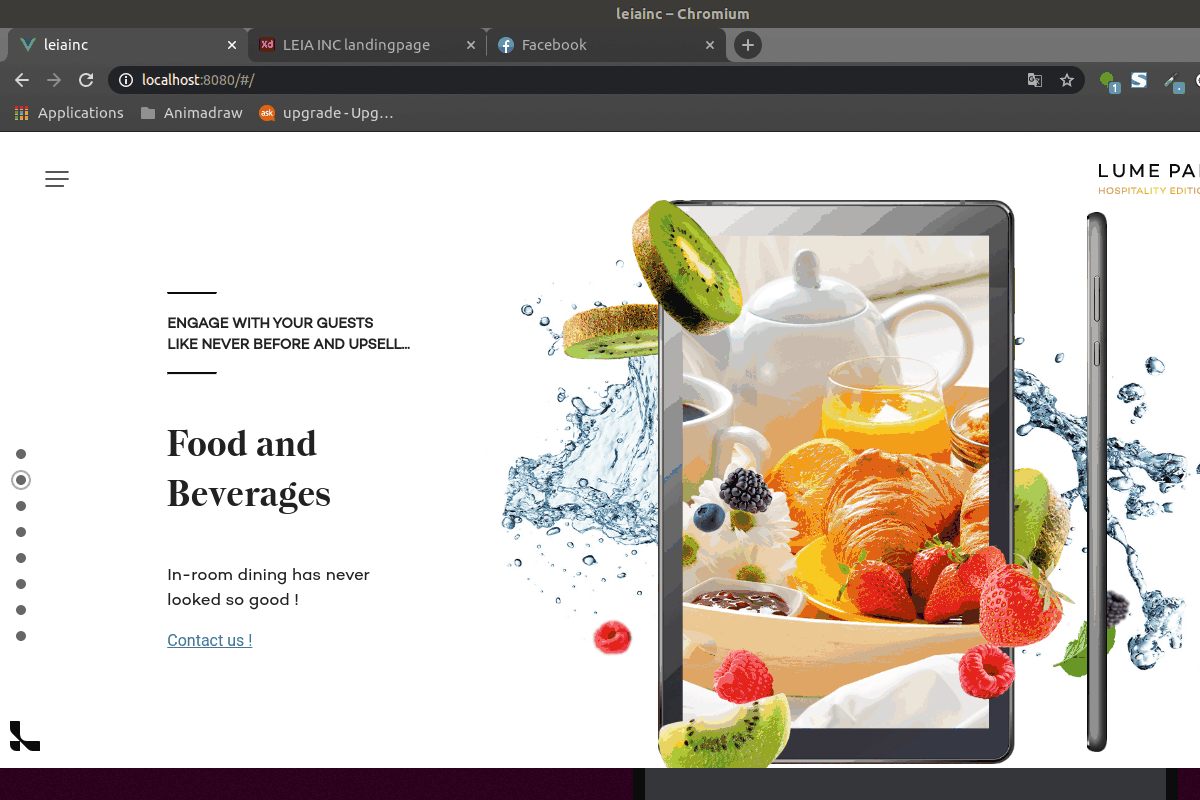 leiainc – Chromium
leiainc
LEIA INC landingpage
Facebook
localhost:8080/#/
1
Applications
Animadraw
ask
upgrade - Upg...
LUME PA
HOSPITALITY EDITIO
ENGAGE WITH YOUR GUESTS
LIKE NEVER BEFORE AND UPSELL...
Food and
Beverages
In-room dining has never
looked so good !
Contact us !